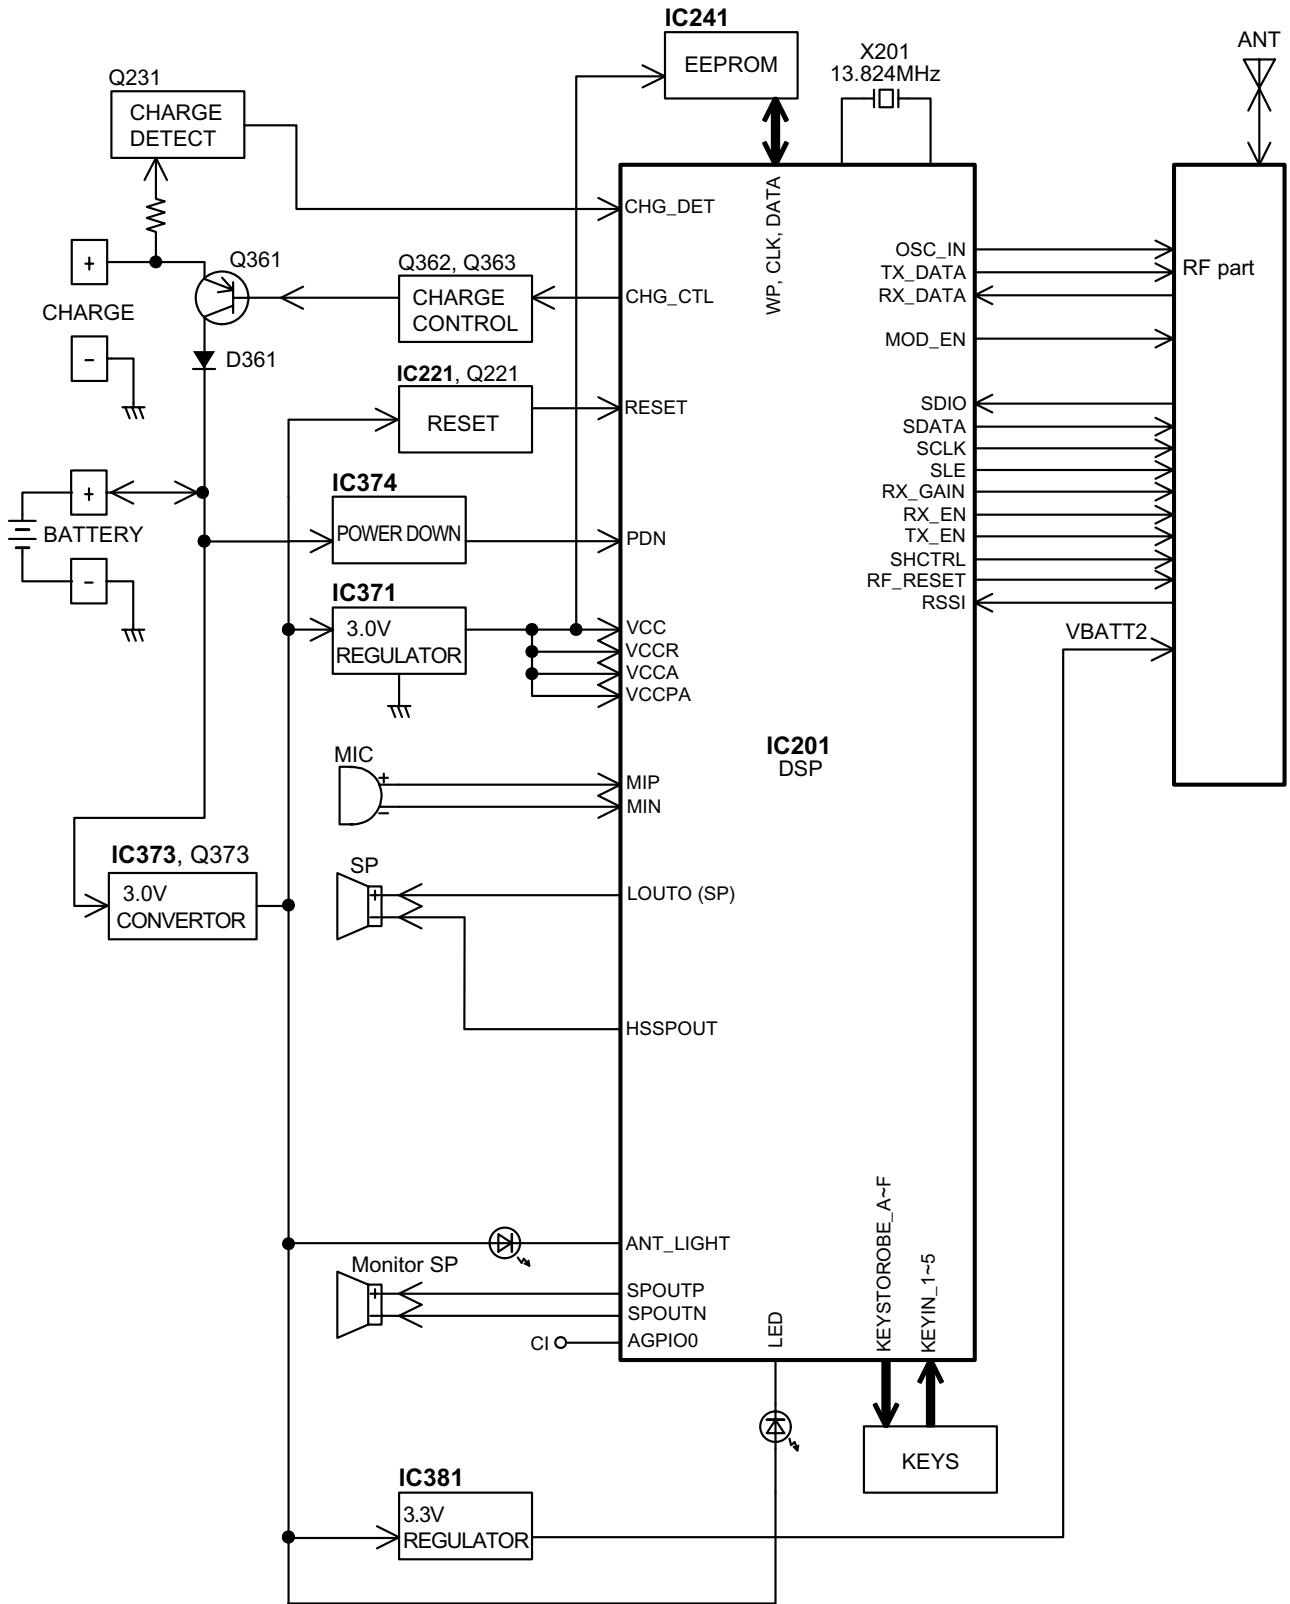 IC241
EEPROM
X201
13.824MHz
ANT
Q231
CHARGE
DETECT
WP, CLK, DATA
CHG_DET
+
Q361
Q362, Q363
CHARGE
CONTROL
CHG_CTL
CHARGE
-
D361
IC221, Q221
RESET
RESET
OSC_IN
TX_DATA
RX_DATA
MOD_EN
SDIO
SDATA
SCLK
SLE
RX_GAIN
RX_EN
TX_EN
SHCTRL
RF_RESET
RSSI
RF part
VBATT2
+
BATTERY
-
IC374
POWER DOWN
PDN
IC371
3.0V
REGULATOR
VCC
VCCR
VCCA
VCCPA
IC201
DSP
MIC
+
-
MIP
MIN
IC373, Q373
3.0V
CONVERTOR
SP
+
-
LOUTO (SP)
HSSPOUT
ANT_LIGHT
Monitor SP
+
-
SPOUTP
SPOUTN
CI
AGPIO0
LED
KEYSTOROBE_A~F
KEYIN_1~5
KEYS
IC381
3.3V
REGULATOR